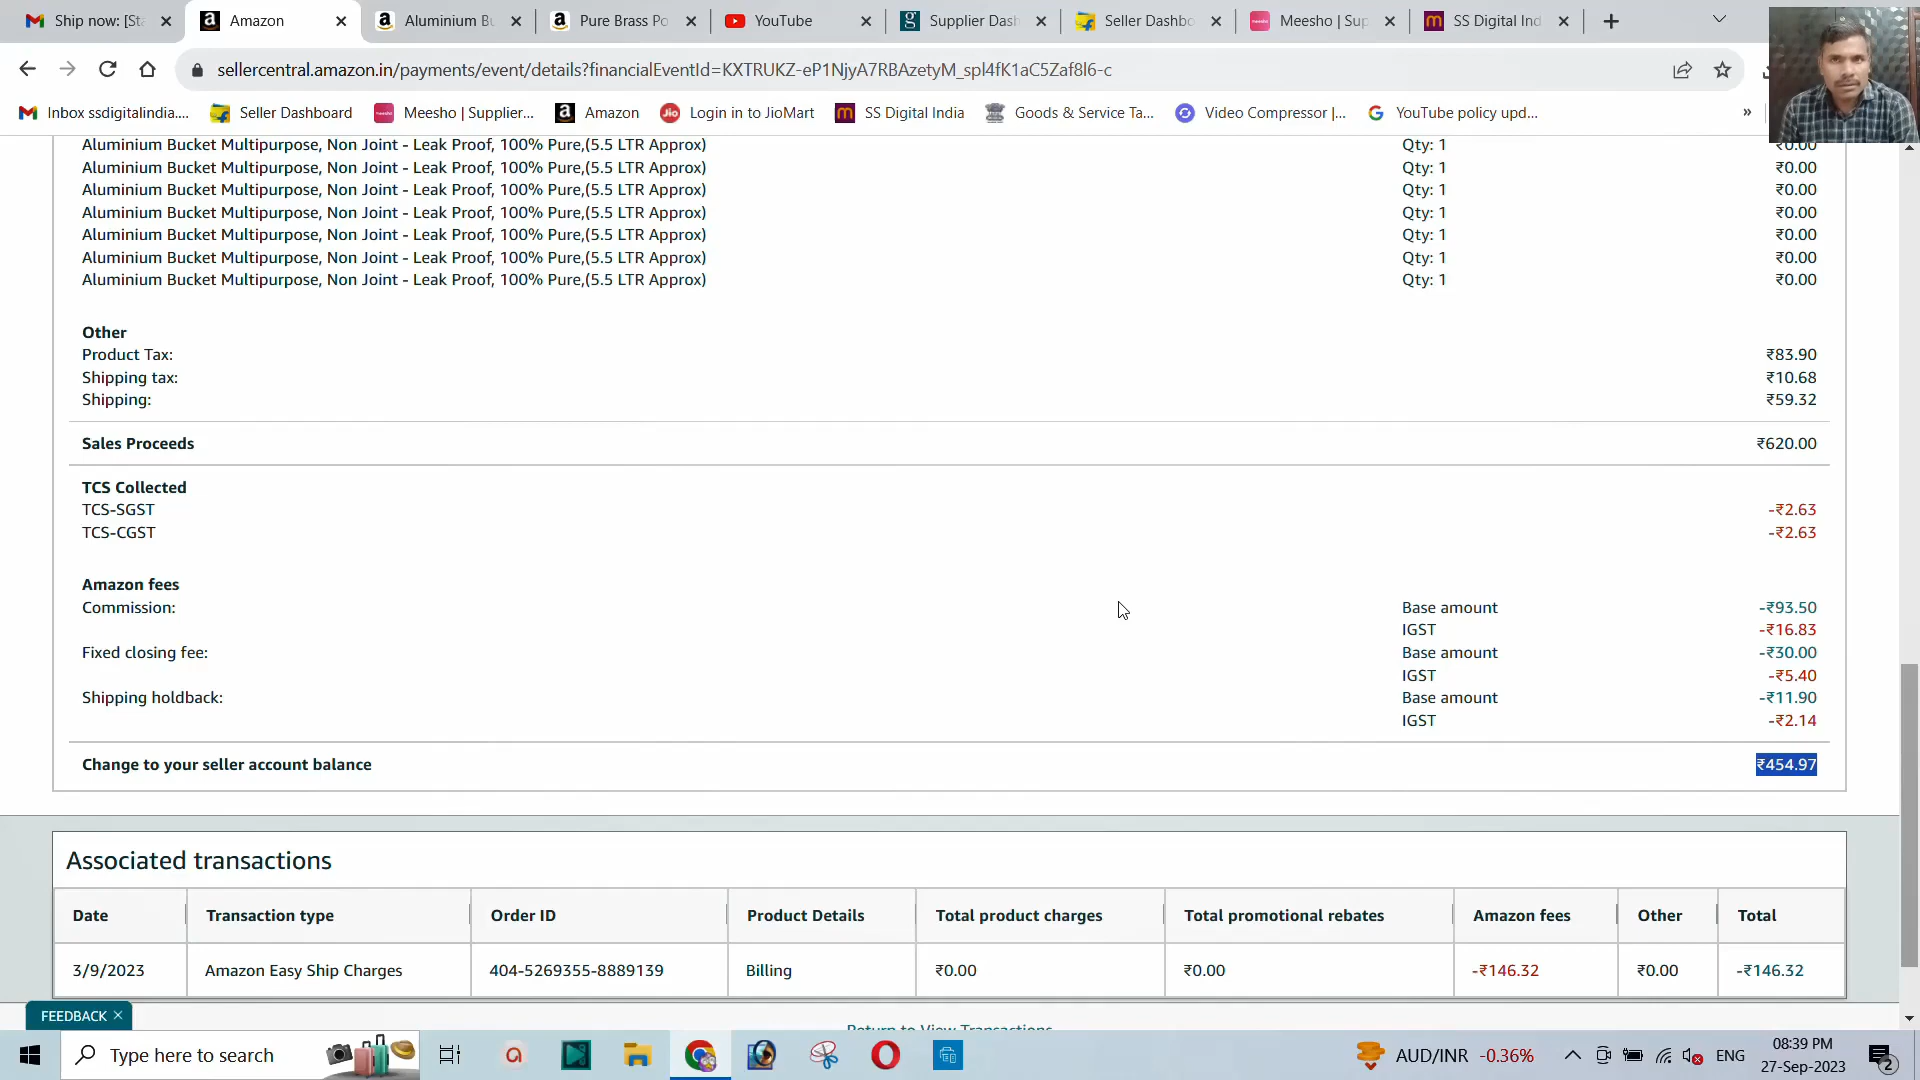 Ship now: [Sta
Amazon
Aluminium Bu
Pure Brass Po
YouTube
Supplier Dash
Seller Dashbo
Meesho | Sup
SS Digital Ind
sellercentral.amazon.in/payments/event/details?financialEventId=KXTRUKZ-eP1NjyA7RBAzetyM_spl4fK1aC5Zaf8l6-c
Inbox ssdigitalindia....
Seller Dashboard
Meesho | Supplier...
Amazon
Login in to JioMart
SS Digital India
Goods & Service Ta...
Video Compressor |...
YouTube policy upd...
»
Aluminium Bucket Multipurpose, Non Joint - Leak Proof, 100% Pure,(5.5 LTR Approx) Qty: 1 ₹0.00
Aluminium Bucket Multipurpose, Non Joint - Leak Proof, 100% Pure,(5.5 LTR Approx) Qty: 1 ₹0.00
Aluminium Bucket Multipurpose, Non Joint - Leak Proof, 100% Pure,(5.5 LTR Approx) Qty: 1 ₹0.00
Aluminium Bucket Multipurpose, Non Joint - Leak Proof, 100% Pure,(5.5 LTR Approx) Qty: 1 ₹0.00
Aluminium Bucket Multipurpose, Non Joint - Leak Proof, 100% Pure,(5.5 LTR Approx) Qty: 1 ₹0.00
Aluminium Bucket Multipurpose, Non Joint - Leak Proof, 100% Pure,(5.5 LTR Approx) Qty: 1 ₹0.00
Aluminium Bucket Multipurpose, Non Joint - Leak Proof, 100% Pure,(5.5 LTR Approx) Qty: 1 ₹0.00
Other
Product Tax: ₹83.90
Shipping tax: ₹10.68
Shipping: ₹59.32
Sales Proceeds ₹620.00
TCS Collected
TCS-SGST -₹2.63
TCS-CGST -₹2.63
Amazon fees
Commission: Base amount -₹93.50
IGST -₹16.83
Fixed closing fee: Base amount -₹30.00
IGST -₹5.40
Shipping holdback: Base amount -₹11.90
IGST -₹2.14
Change to your seller account balance ₹454.97
Associated transactions
Date Transaction type Order ID Product Details Total product charges Total promotional rebates Amazon fees Other Total
3/9/2023 Amazon Easy Ship Charges 404-5269355-8889139 Billing ₹0.00 ₹0.00 -₹146.32 ₹0.00 -₹146.32
FEEDBACK
Return to View Transactions
Type here to search
AUD/INR -0.36%
ENG
08:39 PM
27-Sep-2023
2